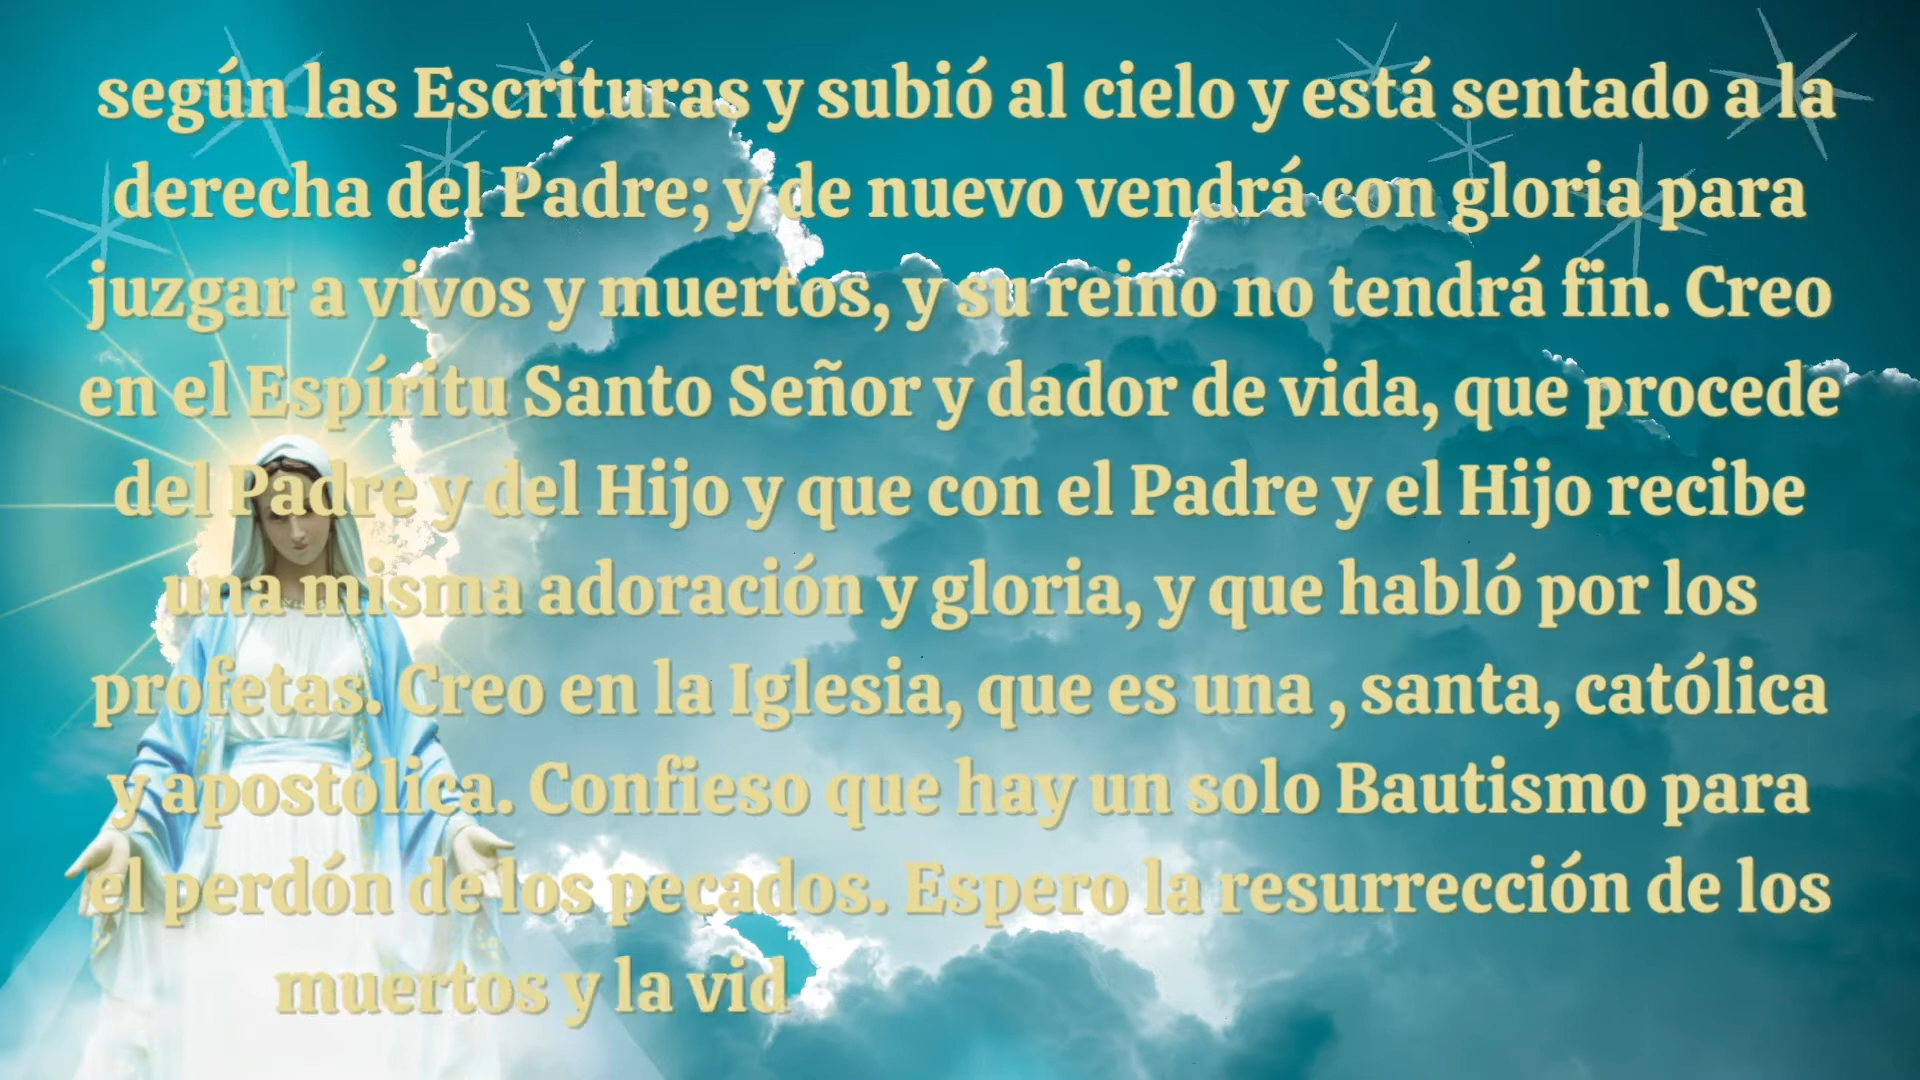 según las Escrituras y subió al cielo y está sentado a la
derecha del Padre; y de nuevo vendrá con gloria para
juzgar a vivos y muertos, y su reino no tendrá fin. Creo
en el Espíritu Santo Señor y dador de vida, que procede
del Padre y del Hijo y que con el Padre y el Hijo recibe
una misma adoración y gloria, y que habló por los
profetas. Creo en la Iglesia, que es una , santa, católica
y apostólica. Confieso que hay un solo Bautismo para
el perdón de los pecados. Espero la resurrección de los
muertos y la vid